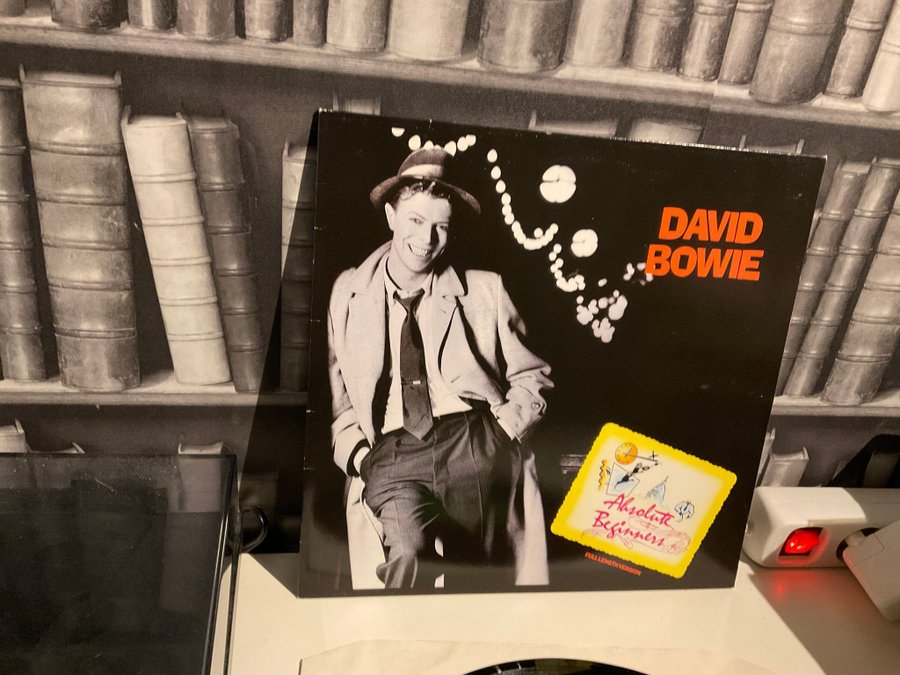 DAVID
BOWIE
Absolute
Beginners
FULL LENGTH VERSION